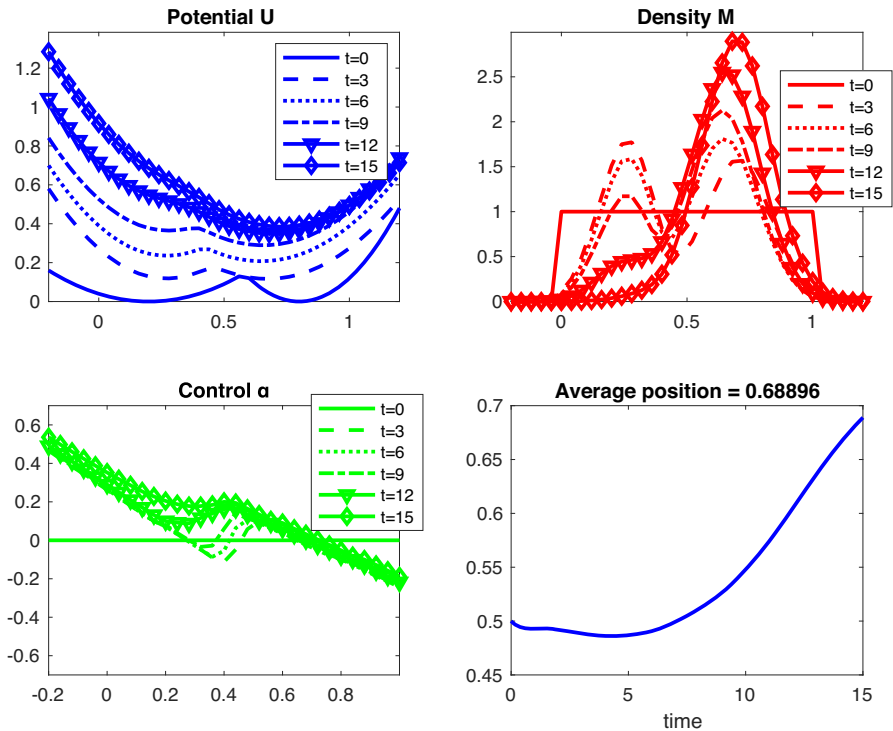 Potential U
1.2
1
0.8
0.6
0.4
0.2
0
0
0.5
1
t=0
t=3
t=6
t=9
t=12
t=15
Density M
2.5
2
1.5
1
0.5
0
0
0.5
1
t=0
t=3
t=6
t=9
t=12
t=15
Control α
0.6
0.4
0.2
0
-0.2
-0.4
-0.6
-0.2
0
0.2
0.4
0.6
0.8
t=0
t=3
t=6
t=9
t=12
t=15
Average position = 0.68896
0.7
0.65
0.6
0.55
0.5
0.45
0
5
10
15
time